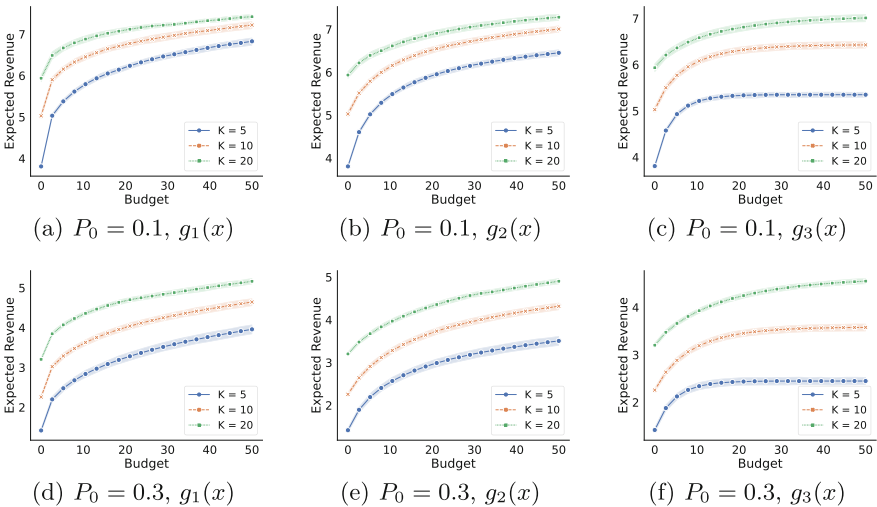 Expected Revenue
7
6
5
4
0 10 20 30 40 50
Budget
K = 5
K = 10
K = 20
(a) P₀ = 0.1, g₁(x)
Expected Revenue
7
6
5
4
0 10 20 30 40 50
Budget
K = 5
K = 10
K = 20
(b) P₀ = 0.1, g₂(x)
Expected Revenue
7
6
5
4
0 10 20 30 40 50
Budget
K = 5
K = 10
K = 20
(c) P₀ = 0.1, g₃(x)
Expected Revenue
5
4
3
2
0 10 20 30 40 50
Budget
K = 5
K = 10
K = 20
(d) P₀ = 0.3, g₁(x)
Expected Revenue
5
4
3
2
0 10 20 30 40 50
Budget
K = 5
K = 10
K = 20
(e) P₀ = 0.3, g₂(x)
Expected Revenue
4
3
2
0 10 20 30 40 50
Budget
K = 5
K = 10
K = 20
(f) P₀ = 0.3, g₃(x)